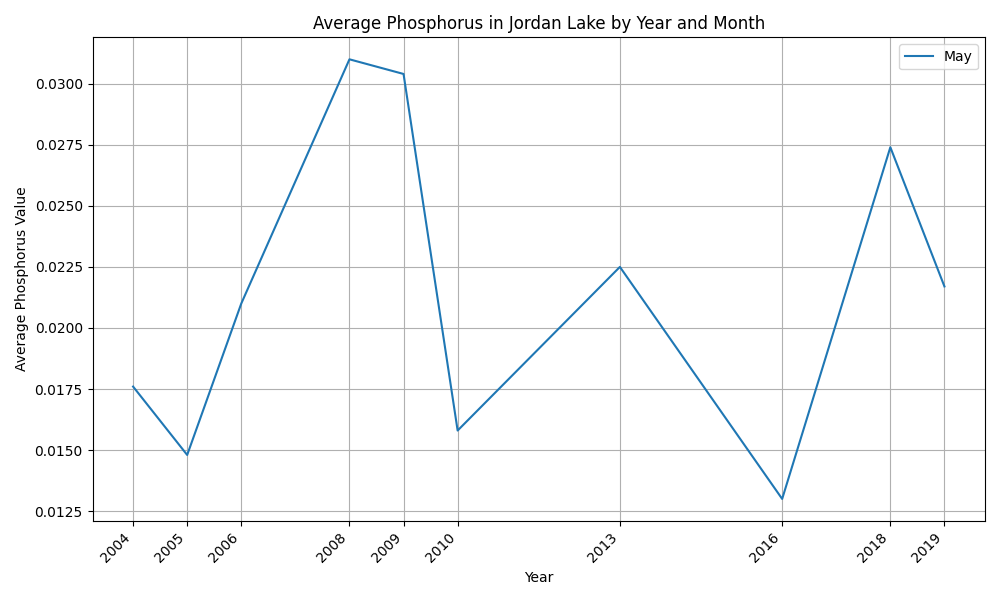 Average Phosphorus in Jordan Lake by Year and Month
May
0.0300
0.0275
0.0250
0.0225
0.0200
0.0175
0.0150
0.0125
Average Phosphorus Value
2004 2005 2006 2008 2009 2010 2013 2016 2018 2019
Year